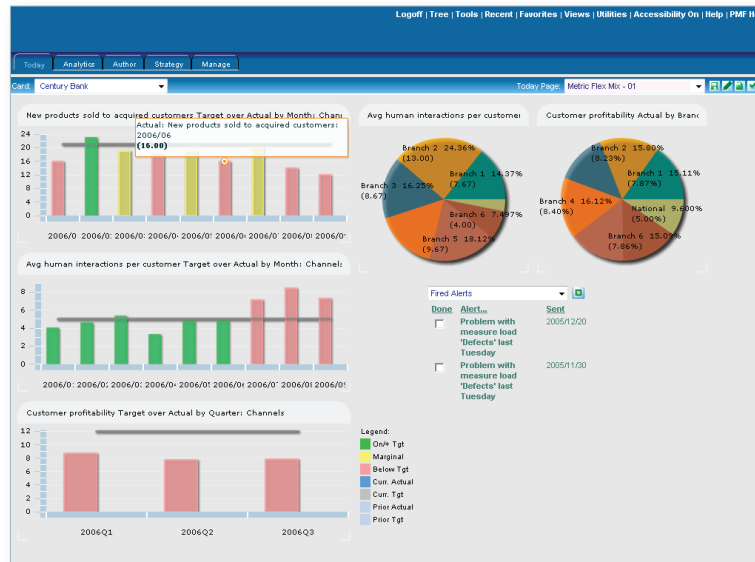 Logoff | Tree | Tools | Recent | Favorites | Views | Utilities | Accessibility On | Help | PMF H
Today Analytics Author Strategy Manage
Card: Century Bank
Today Page: Metric Flex Mix - 01
New products sold to acquired customers Target over Actual by Month: Chann
Actual: New products sold to acquired customers:
2006/06
(16.00)
24
20
16
12
8
4
0
2006/0
Avg human interactions per customer
Branch 2 24.36%
(13.00)
Branch 1 14.37%
(7.67)
Branch 3 16.25%
(8.67)
Branch 6 7.497%
(4.00)
Branch 5 18.12%
(9.67)
Customer profitability Actual by Branc
Branch 2 15.80%
(8.23%)
Branch 1 15.11%
(7.87%)
Branch 4 16.12%
(8.40%)
National 9.600%
(5.00%)
Branch 6 15.09%
(7.86%)
Avg human interactions per customer Target over Actual by Month: Channels
8
6
4
2
0
Fired Alerts
Done Alert... Sent
Problem with 2005/12/20
measure load
'Defects' last
Tuesday
Problem with 2005/11/30
measure load
'Defects' last
Tuesday
Customer profitability Target over Actual by Quarter: Channels
12
10
8
6
4
2
0
2006Q1 2006Q2 2006Q3
Legend:
On/+ Tgt
Marginal
Below Tgt
Curr. Actual
Curr. Tgt
Prior Actual
Prior Tgt